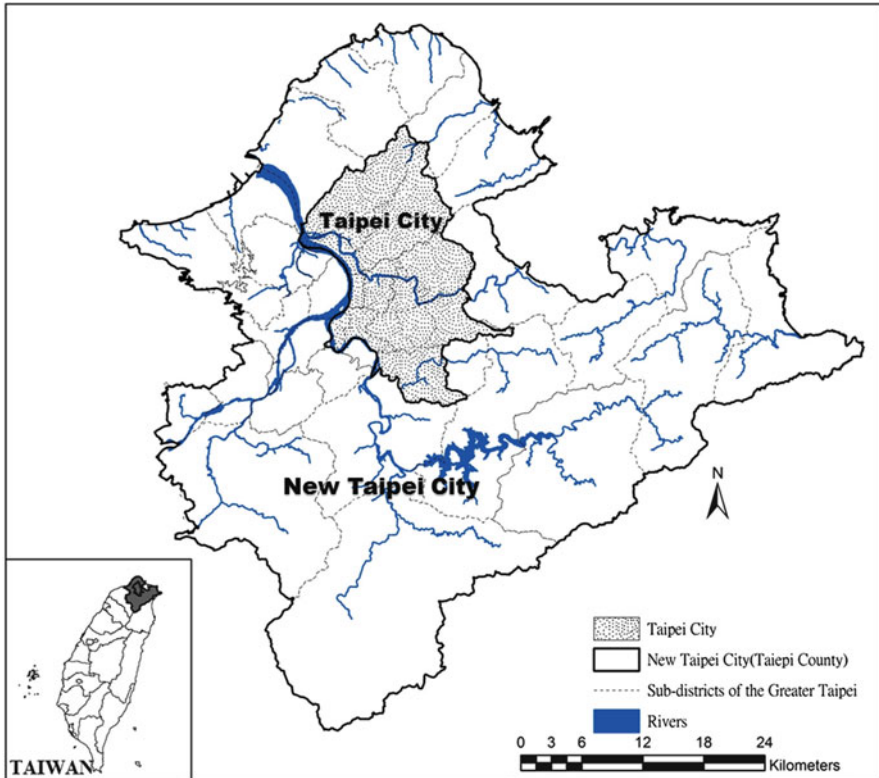 Taipei City
New Taipei City
N
Taipei City
New Taipei City(Taiepi County)
Sub-districts of the Greater Taipei
Rivers
0 3 6 12 18 24
Kilometers
TAIWAN